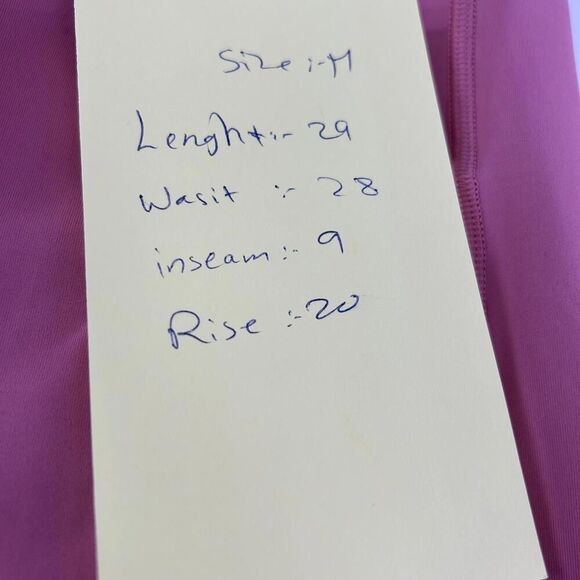 Size :- M
Lenght :- 29
Wasit :- 28
inseam :- 9
Rise :- 20